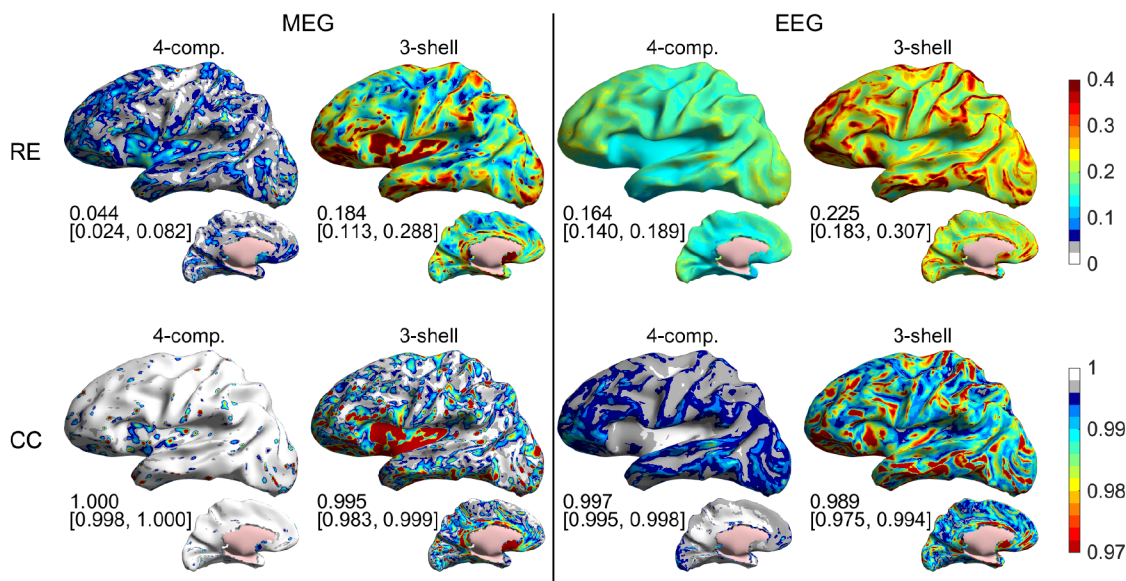 MEG
EEG
4-comp.
3-shell
4-comp.
3-shell
RE
0.044
[0.024, 0.082]
0.184
[0.113, 0.288]
0.164
[0.140, 0.189]
0.225
[0.183, 0.307]
0.4
0.3
0.2
0.1
0
4-comp.
3-shell
4-comp.
3-shell
CC
1.000
[0.998, 1.000]
0.995
[0.983, 0.999]
0.997
[0.995, 0.998]
0.989
[0.975, 0.994]
1
0.99
0.98
0.97